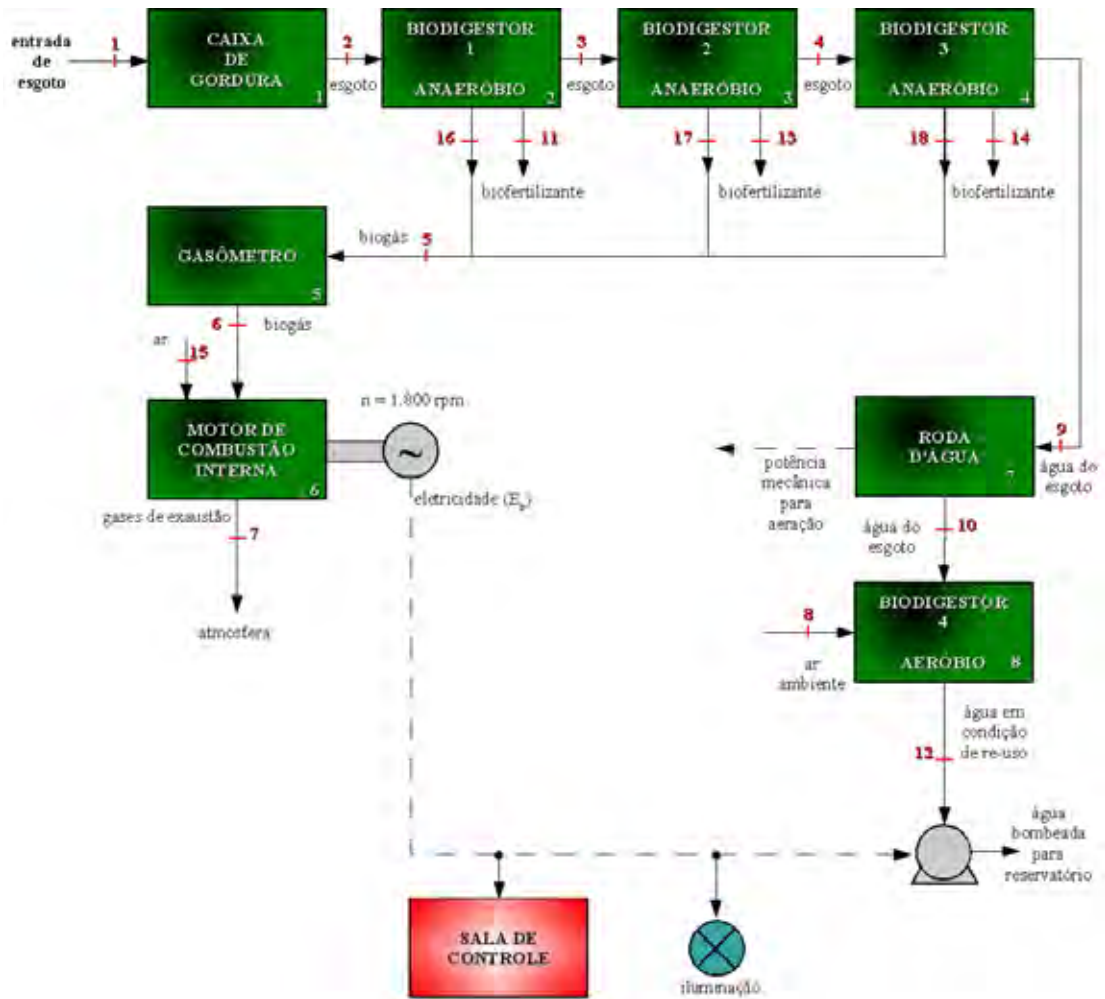 entrada
de
esgoto
1
CAIXA
DE
GORDURA
1
2
esgoto
BIODIGESTOR
1
ANAERÓBIO
2
3
esgoto
BIODIGESTOR
2
ANAERÓBIO
3
4
esgoto
BIODIGESTOR
3
ANAERÓBIO
4
16
11
biofertilizante
17
13
biofertilizante
18
14
biofertilizante
biogás
5
GASÔMETRO
5
6
biogás
ar
15
MOTOR DE
COMBUSTÃO
INTERNA
6
n = 1.800 rpm
~
eletricidade (Ep)
gases de exaustão
7
atmosfera
RODA
D'ÁGUA
7
9
água do
esgoto
potência
mecânica
para
aeração
água do
esgoto
10
BIODIGESTOR
4
AERÓBIO
8
8
ar
ambiente
água em
condição
de re-uso
12
água
bombeada
para
reservatório
SALA DE
CONTROLE
iluminação